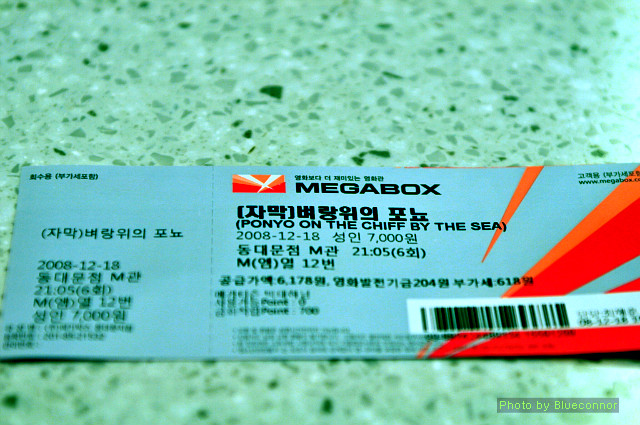 회수용 (부가세포함)
(자막)벼랑위의 포뇨
2008-12-18
동대문점 M관
21:05(6회)
M(엠)열 12번
성인 7,000원
영화보다 더 재미있는 영화관
MEGABOX
고객용 (부가세포함)
www.megabox.co
(자막)벼랑위의 포뇨
(PONYO ON THE CHIFF BY THE SEA)
2008-12-18 성인 7,000원
동대문점 M관 21:05(6회)
M(엠)열 12번
공급가액:6,178원, 영화발전기금204원 부가세:618원
Point : 700
Photo by Blueconnor